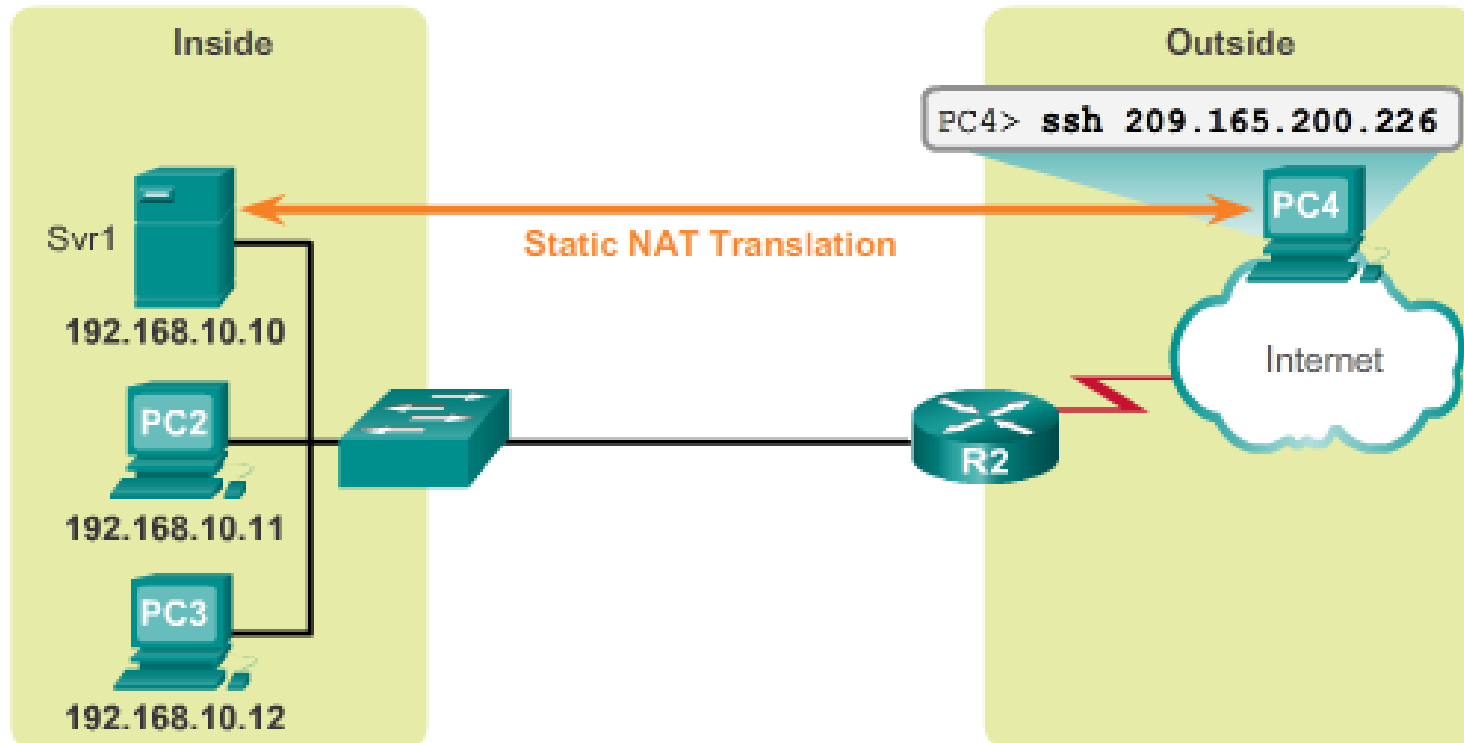 Inside
Outside
PC4> ssh 209.165.200.226
PC4
Svr1
Static NAT Translation
192.168.10.10
Internet
PC2
R2
192.168.10.11
PC3
192.168.10.12